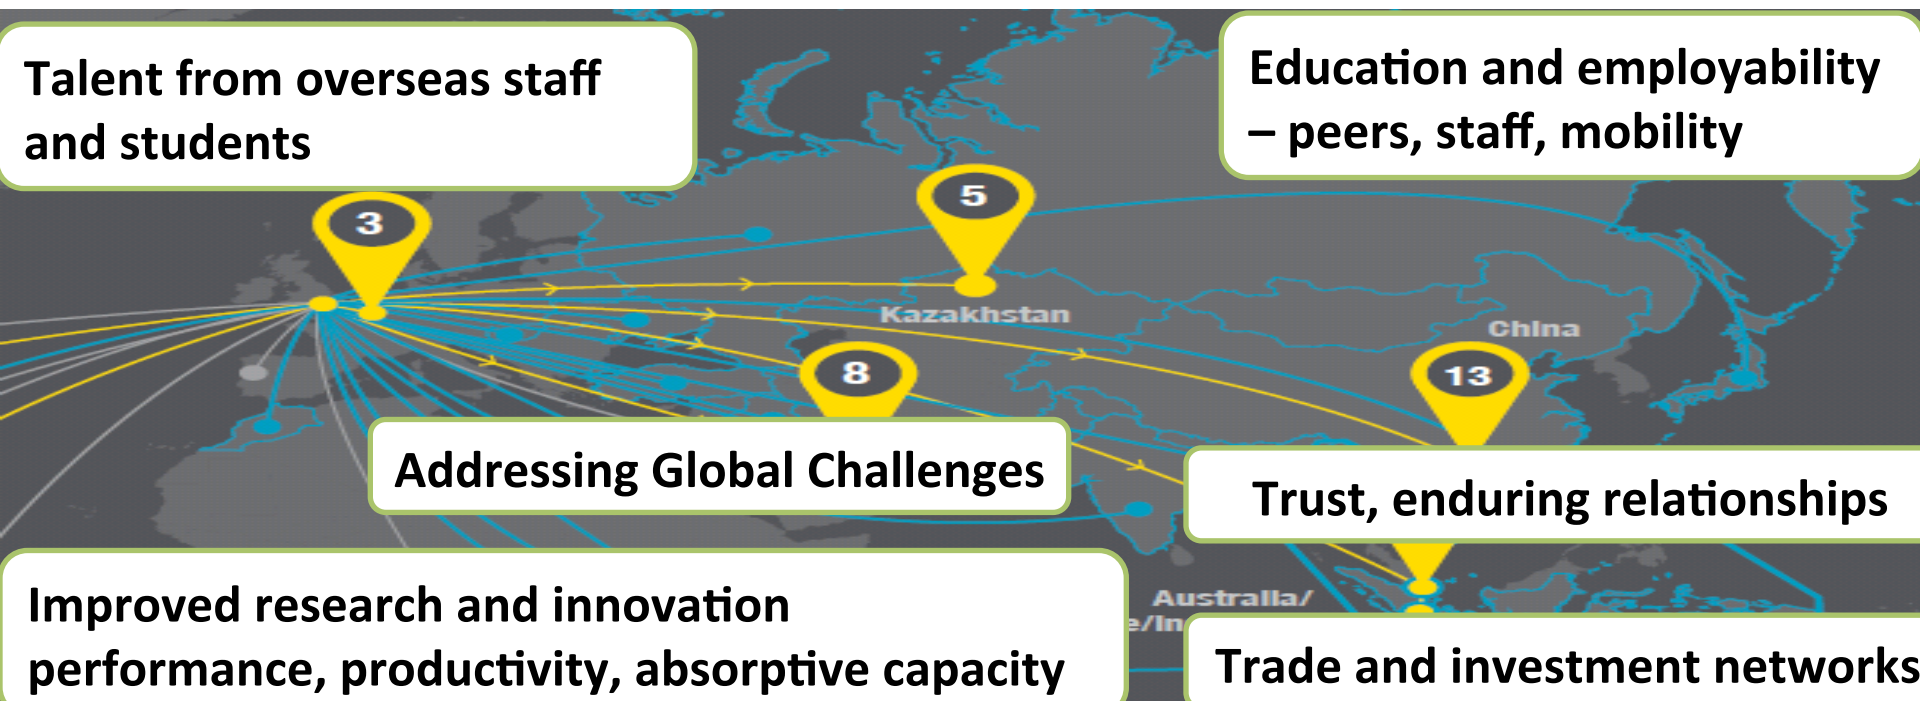 Talent from overseas staff
and students
Education and employability
– peers, staff, mobility
3
5
Kazakhstan
China
8
13
Addressing Global Challenges
Trust, enduring relationships
Improved research and innovation
performance, productivity, absorptive capacity
Australia/
Trade and investment networks